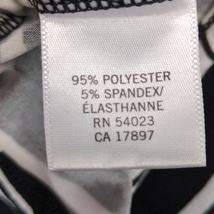 95% POLYESTER
5% SPANDEX/
ÉLASTHANNE
RN 54023
CA 17897